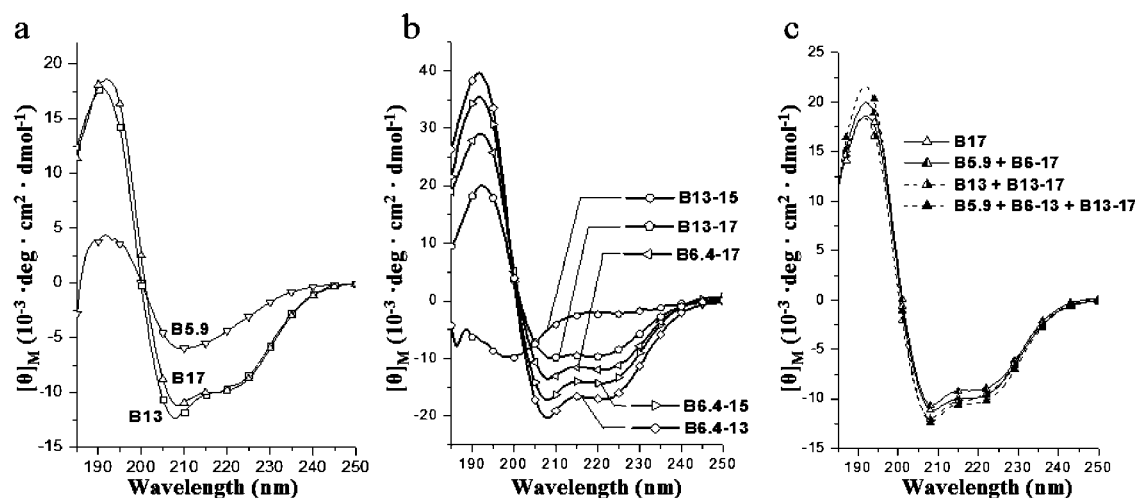 a
[θ]M (10⁻³ ·deg · cm² · dmol⁻¹)
20
15
10
5
0
-5
-10
-15
B5.9
B17
B13
190 200 210 220 230 240 250
Wavelength (nm)
b
[θ]M (10⁻³ ·deg · cm² · dmol⁻¹)
40
30
20
10
0
-10
-20
B13-15
B13-17
B6.4-17
B6.4-15
B6.4-13
190 200 210 220 230 240 250
Wavelength (nm)
c
[θ]M (10⁻³ ·deg · cm² · dmol⁻¹)
25
20
15
10
5
0
-5
-10
-15
B17
B5.9 + B6-17
B13 + B13-17
B5.9 + B6-13 + B13-17
190 200 210 220 230 240 250
Wavelength (nm)